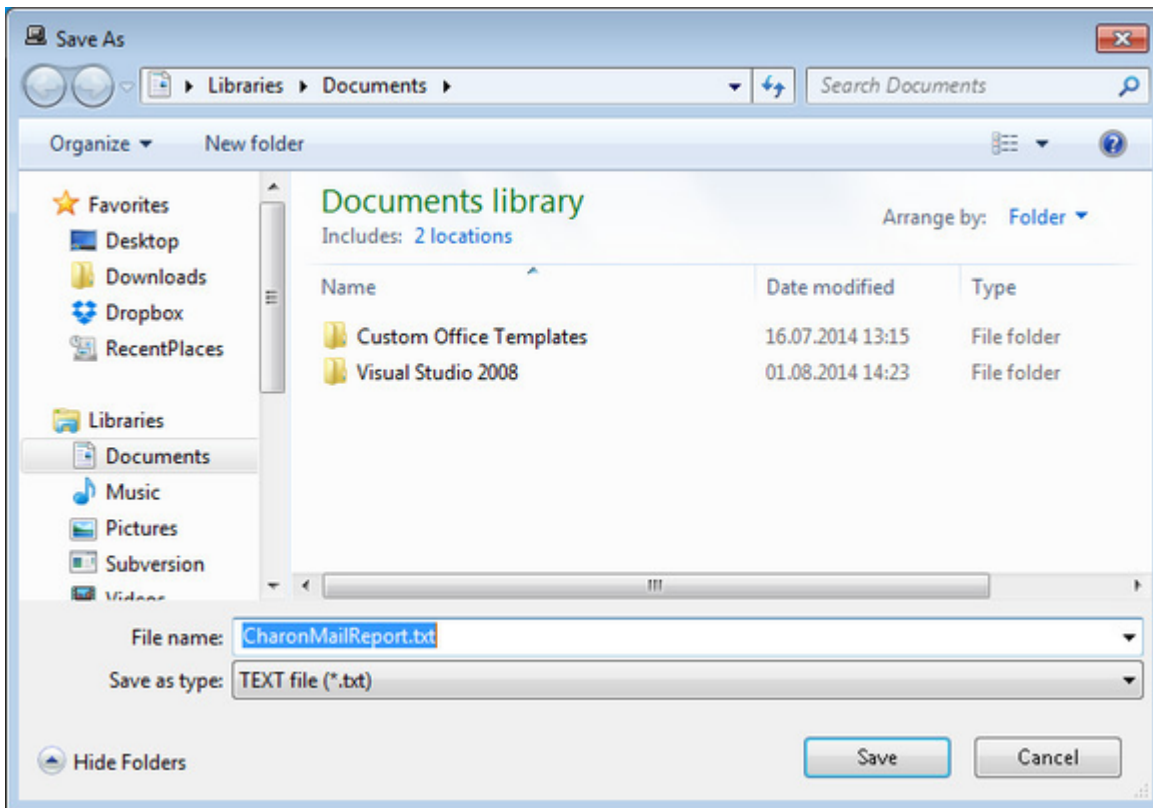 Save As
Libraries Documents
Search Documents
Organize New folder
Favorites
Desktop
Downloads
Dropbox
RecentPlaces
Libraries
Documents
Music
Pictures
Subversion
Videos
Documents library
Includes: 2 locations
Arrange by: Folder
Name Date modified Type
Custom Office Templates 16.07.2014 13:15 File folder
Visual Studio 2008 01.08.2014 14:23 File folder
File name: CharonMailReport.txt
Save as type: TEXT file (*.txt)
Hide Folders
Save Cancel